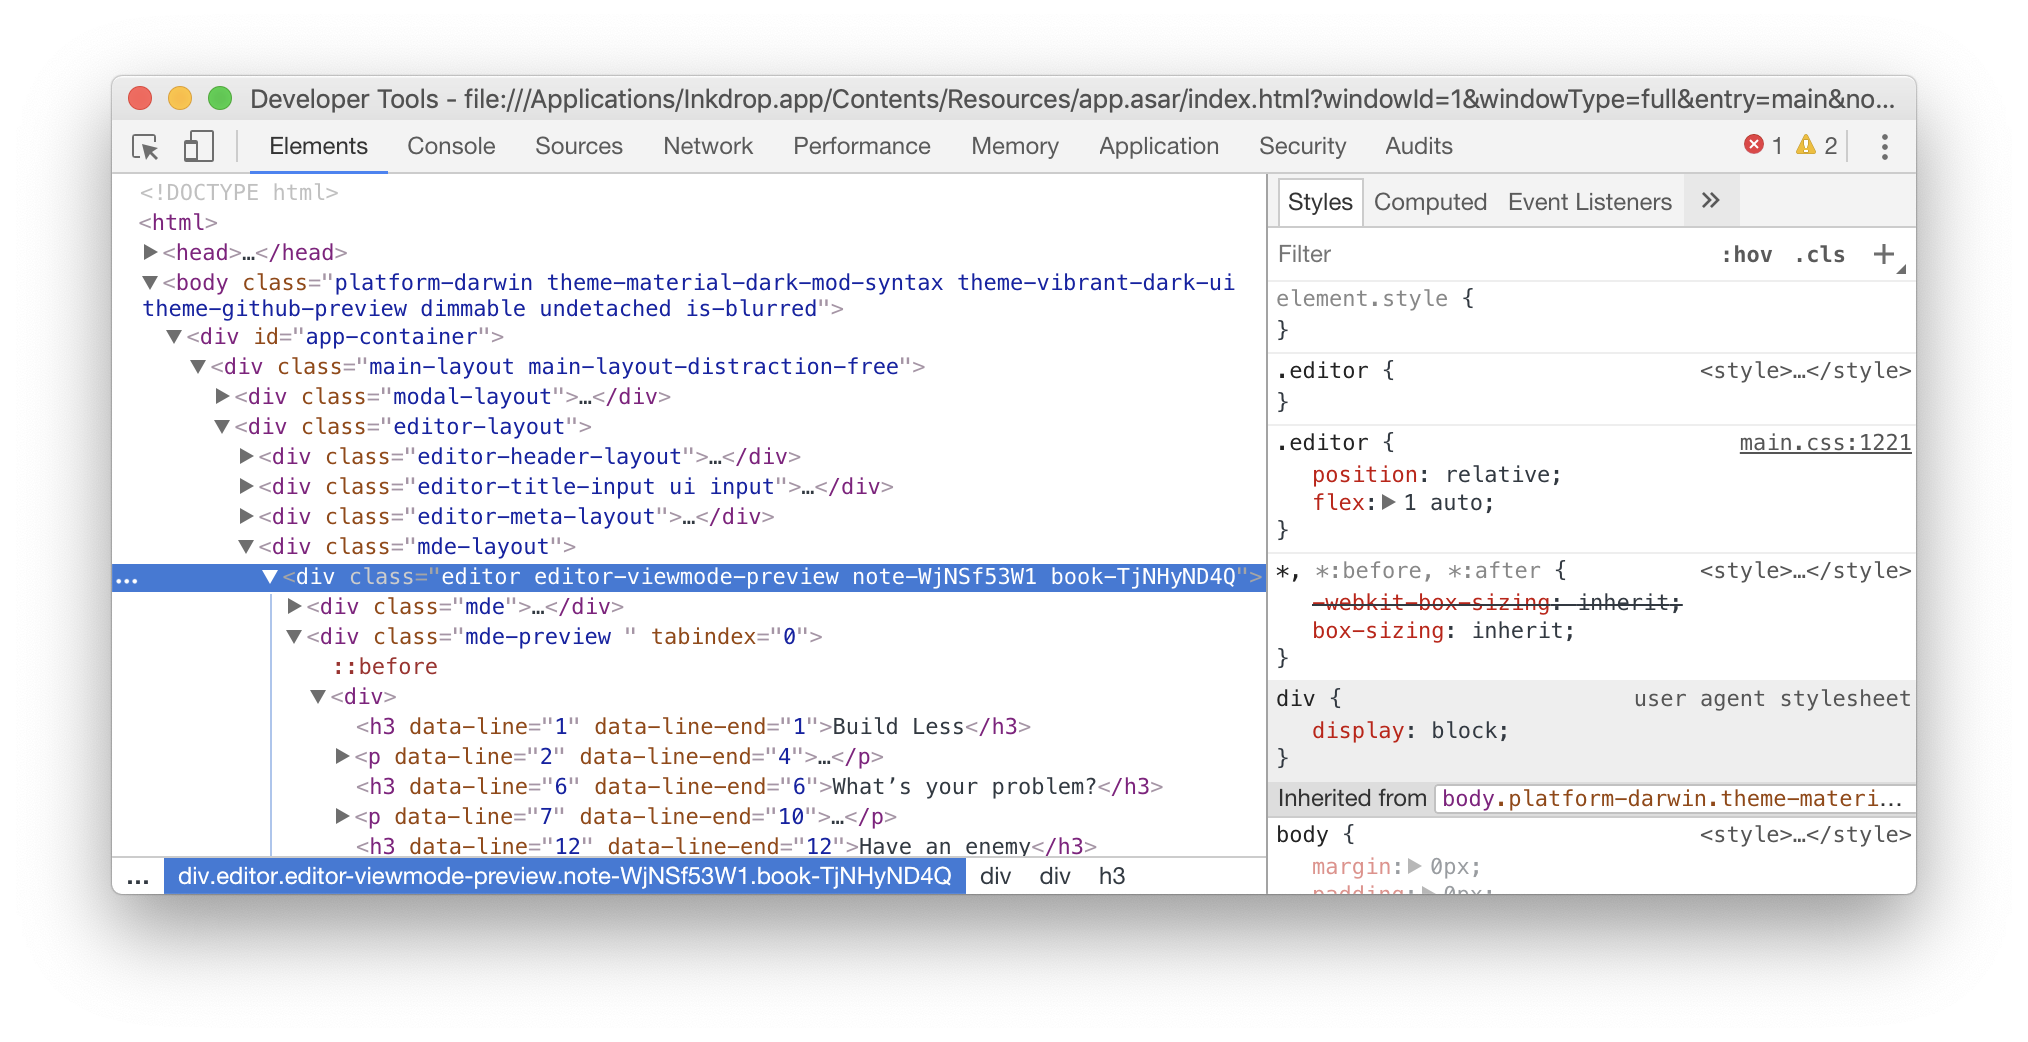 Developer Tools - file:///Applications/Inkdrop.app/Contents/Resources/app.asar/index.html?windowId=1&windowType=full&entry=main&no...
Elements Console Sources Network Performance Memory Application Security Audits 1 2
<!DOCTYPE html>
<html>
<head>…</head>
<body class="platform-darwin theme-material-dark-mod-syntax theme-vibrant-dark-ui
theme-github-preview dimmable undetached is-blurred">
<div id="app-container">
<div class="main-layout main-layout-distraction-free">
<div class="modal-layout">…</div>
<div class="editor-layout">
<div class="editor-header-layout">…</div>
<div class="editor-title-input ui input">…</div>
<div class="editor-meta-layout">…</div>
<div class="mde-layout">
... <div class="editor editor-viewmode-preview note-WjNSf53W1 book-TjNHyND4Q">
<div class="mde">…</div>
<div class="mde-preview " tabindex="0">
::before
<div>
<h3 data-line="1" data-line-end="1">Build Less</h3>
<p data-line="2" data-line-end="4">…</p>
<h3 data-line="6" data-line-end="6">What’s your problem?</h3>
<p data-line="7" data-line-end="10">…</p>
<h3 data-line="12" data-line-end="12">Have an enemy</h3>
... div.editor.editor-viewmode-preview.note-WjNSf53W1.book-TjNHyND4Q div div h3
Styles Computed Event Listeners »
Filter :hov .cls +
element.style {
}
.editor { <style>…</style>
}
.editor { main.css:1221
position: relative;
flex: 1 auto;
}
*, *:before, *:after { <style>…</style>
-webkit-box-sizing: inherit;
box-sizing: inherit;
}
div { user agent stylesheet
display: block;
}
Inherited from body.platform-darwin.theme-materi...
body { <style>…</style>
margin: 0px;
padding: 0px;